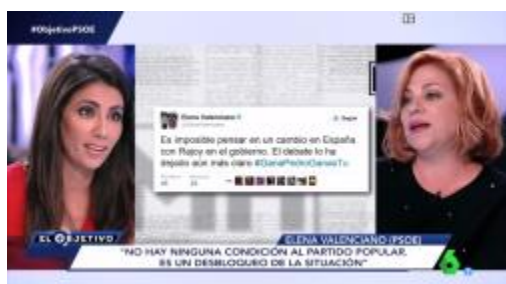 #ObjetivoPSOE
Elena Valenciano
Seguir
Es imposible pensar en un cambio en España
con Rajoy en el gobierno. El debate lo ha
dejado aún más claro #GanaPedroGanasTu
EL OBJETIVO
ELENA VALENCIANO (PSOE)
"NO HAY NINGUNA CONDICIÓN AL PARTIDO POPULAR,
ES UN DESBLOQUEO DE LA SITUACIÓN"
6